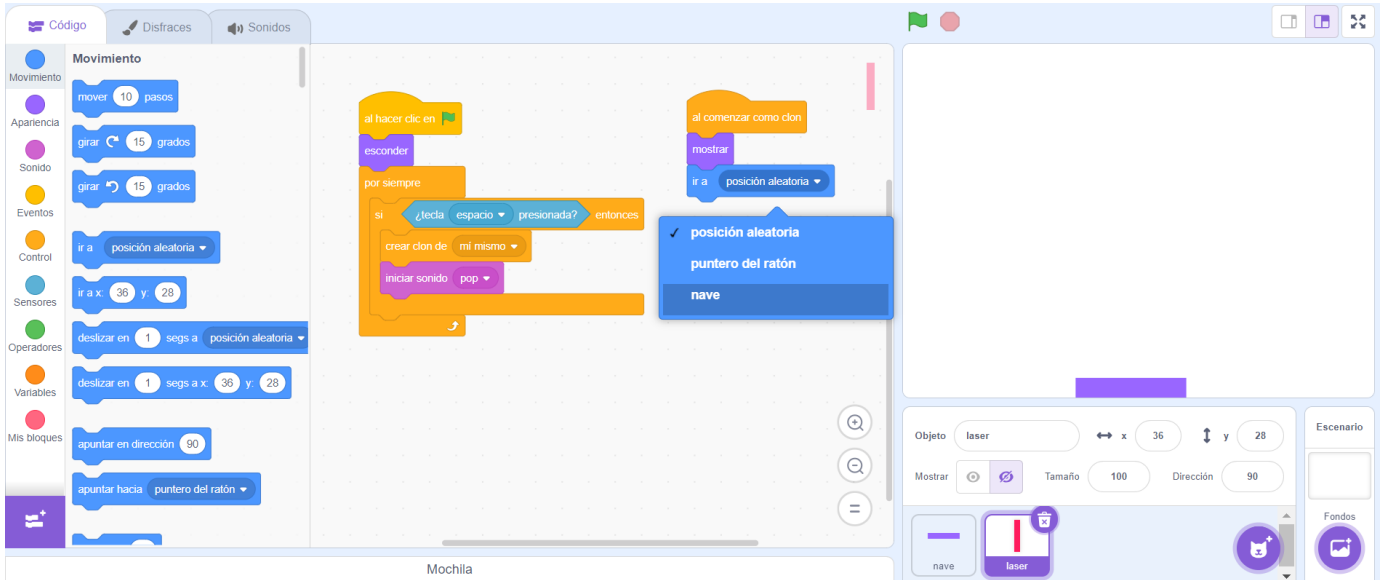 Código
Disfraces
Sonidos
Movimiento
Apariencia
Sonido
Eventos
Control
Sensores
Operadores
Variables
Mis bloques
Movimiento
mover 10 pasos
girar 15 grados
girar 15 grados
ir a posición aleatoria
ir a x: 36 y: 28
deslizar en 1 segs a posición aleatoria
deslizar en 1 segs a x: 36 y: 28
apuntar en dirección 90
apuntar hacia puntero del ratón
al hacer clic en
esconder
por siempre
si ¿tecla espacio presionada? entonces
crear clon de mí mismo
iniciar sonido pop
al comenzar como clon
mostrar
ir a posición aleatoria
✓ posición aleatoria
puntero del ratón
nave
Mochila
Objeto laser x 36 y 28
Mostrar Tamaño 100 Dirección 90
nave
laser
Escenario
Fondos